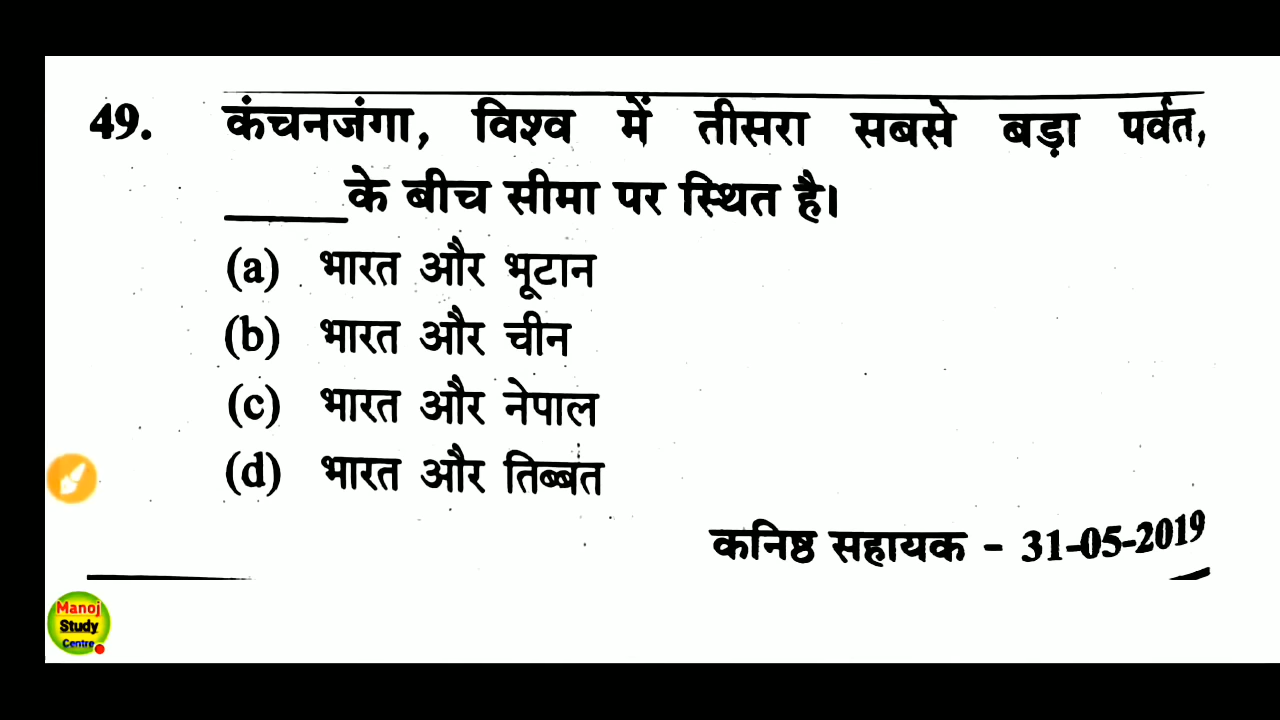 49. कंचनजंगा, विश्व में तीसरा सबसे बड़ा पर्वत,
_____के बीच सीमा पर स्थित है।
(a) भारत और भूटान
(b) भारत और चीन
(c) भारत और नेपाल
(d) भारत और तिब्बत
कनिष्ठ सहायक - 31-05-2019
Manoj
Study
Centre